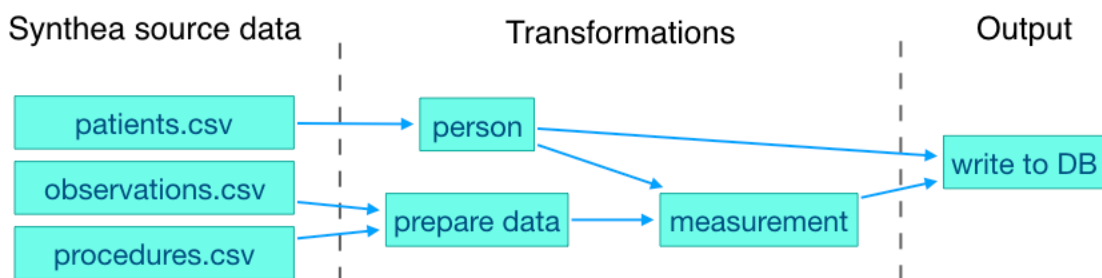 Synthea source data
Transformations
Output
patients.csv
person
write to DB
observations.csv
prepare data
measurement
procedures.csv